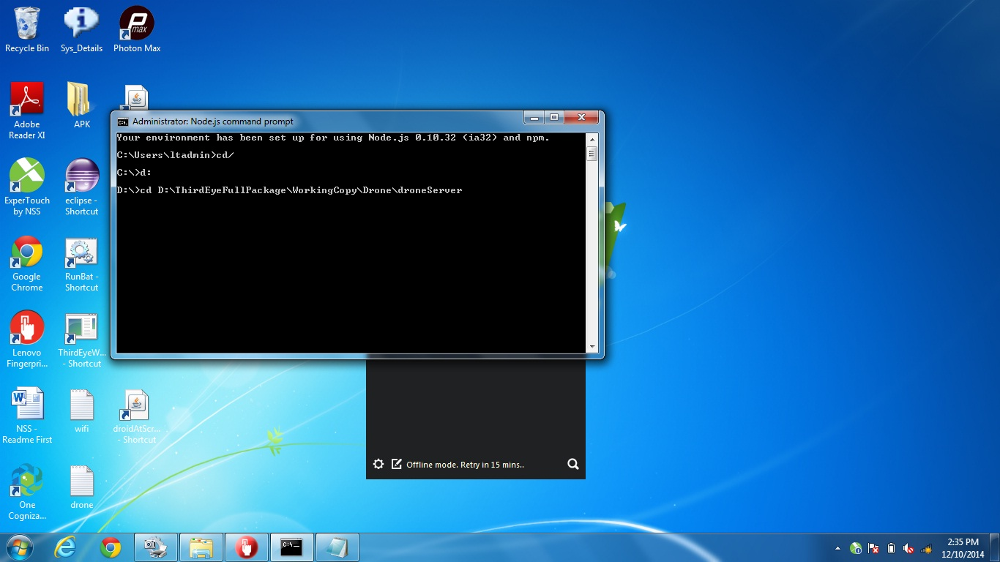 Recycle Bin
Sys_Details
P
max
Photon Max
Adobe
Reader XI
APK
ExperTouch
by NSS
eclipse -
Shortcut
Google
Chrome
RunBat -
Shortcut
Lenovo
Fingerpri...
ThirdEyeW...
- Shortcut
NSS -
Readme First
wifi
droidAtScr...
- Shortcut
One
Cogniza...
drone
Administrator: Node.js command prompt
Your environment has been set up for using Node.js 0.10.32 (ia32) and npm.
C:\Users\ltadmin>cd/
C:\>d:
D:\>cd D:\ThirdEyeFullPackage\WorkingCopy\Drone\droneServer
Offline mode. Retry in 15 mins..
2:35 PM
12/10/2014